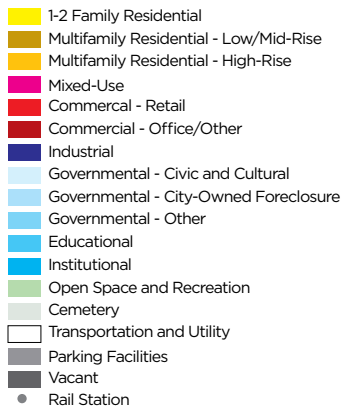 1-2 Family Residential
Multifamily Residential - Low/Mid-Rise
Multifamily Residential - High-Rise
Mixed-Use
Commercal - Retail
Commercial - Office/Other
Industrial
Governmental - Civic and Cultural
Governmental - City-Owned Foreclosure
Governmental - Other
Educational
Institutional
Open Space and Recreation
Cemetery
Transportation and Utility
Parking Facilities
Vacant
Rail Station